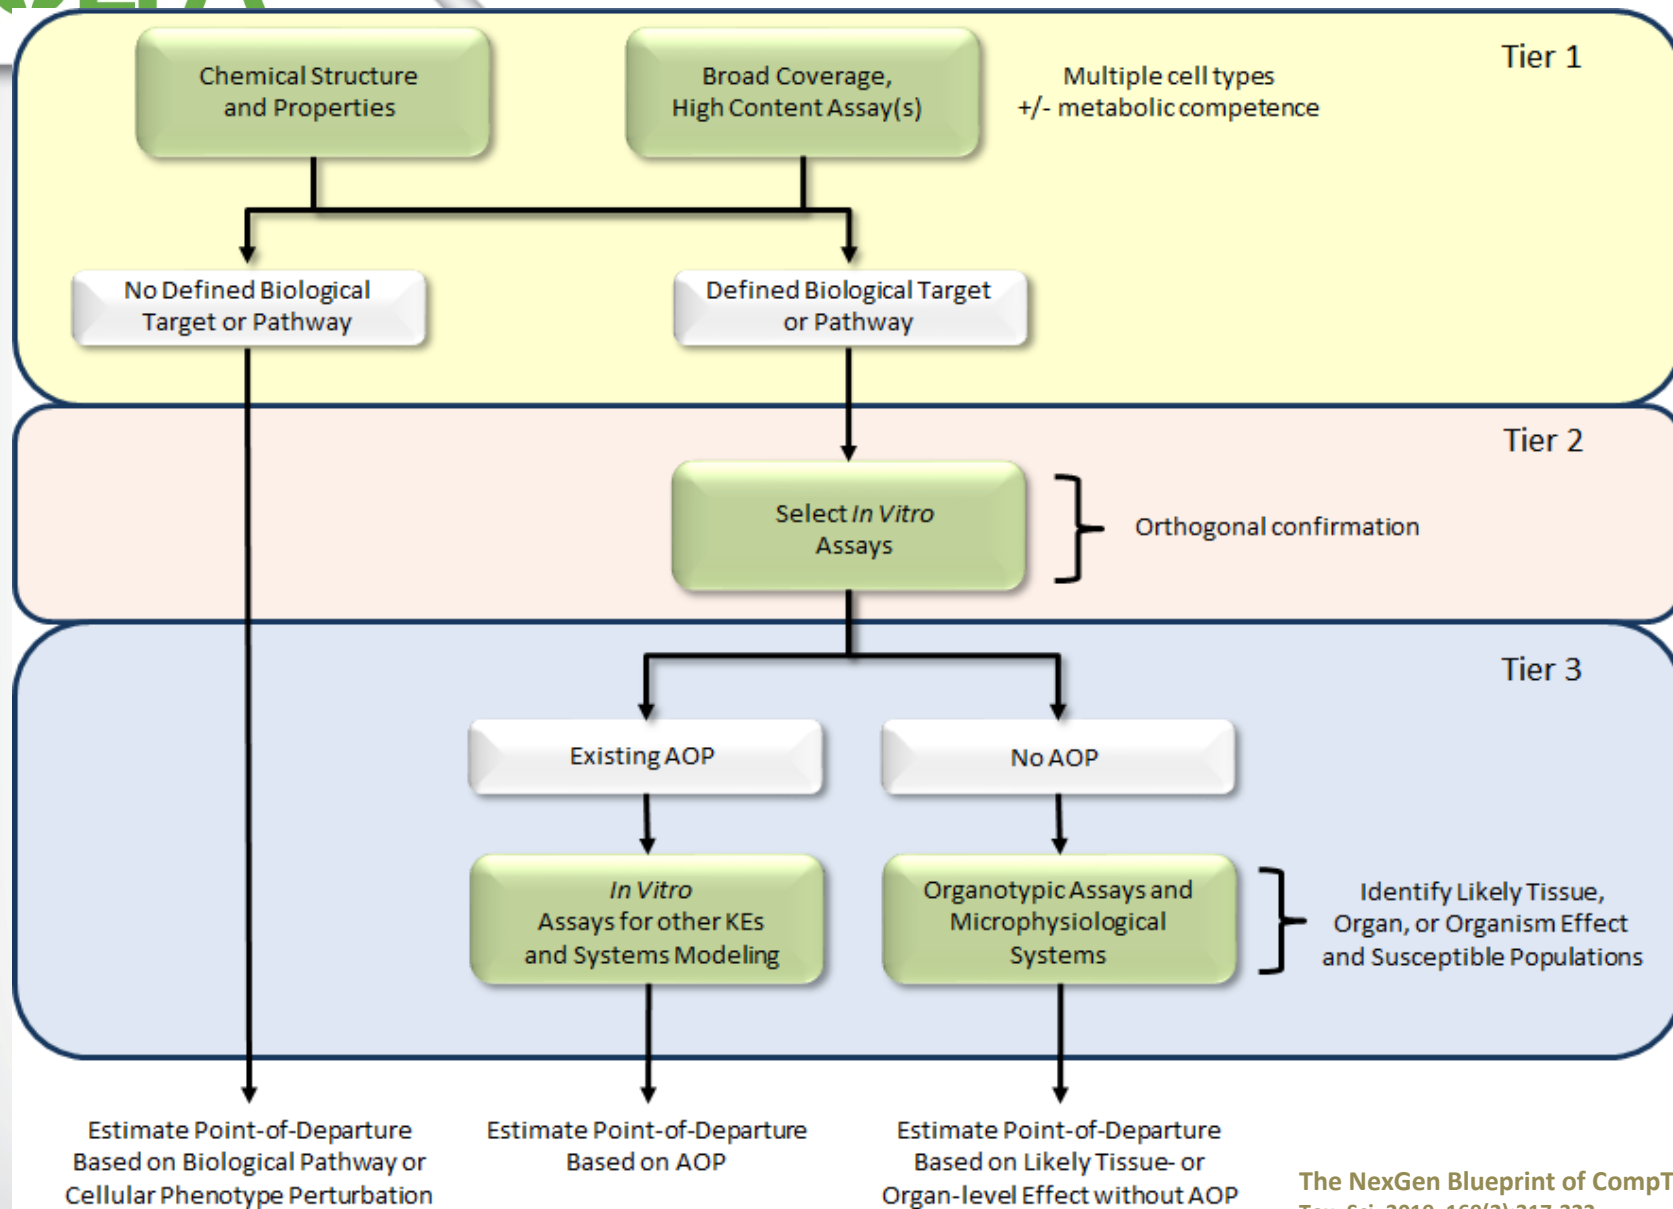 Tier 1
Chemical Structure
and Properties
Broad Coverage,
High Content Assay(s)
Multiple cell types
+/- metabolic competence
No Defined Biological
Target or Pathway
Defined Biological Target
or Pathway
Tier 2
Select In Vitro
Assays
Orthogonal confirmation
Tier 3
Existing AOP
No AOP
In Vitro
Assays for other KEs
and Systems Modeling
Organotypic Assays and
Microphysiological
Systems
Identify Likely Tissue,
Organ, or Organism Effect
and Susceptible Populations
Estimate Point-of-Departure
Based on Biological Pathway or
Cellular Phenotype Perturbation
Estimate Point-of-Departure
Based on AOP
Estimate Point-of-Departure
Based on Likely Tissue- or
Organ-level Effect without AOP
The NexGen Blueprint of CompT